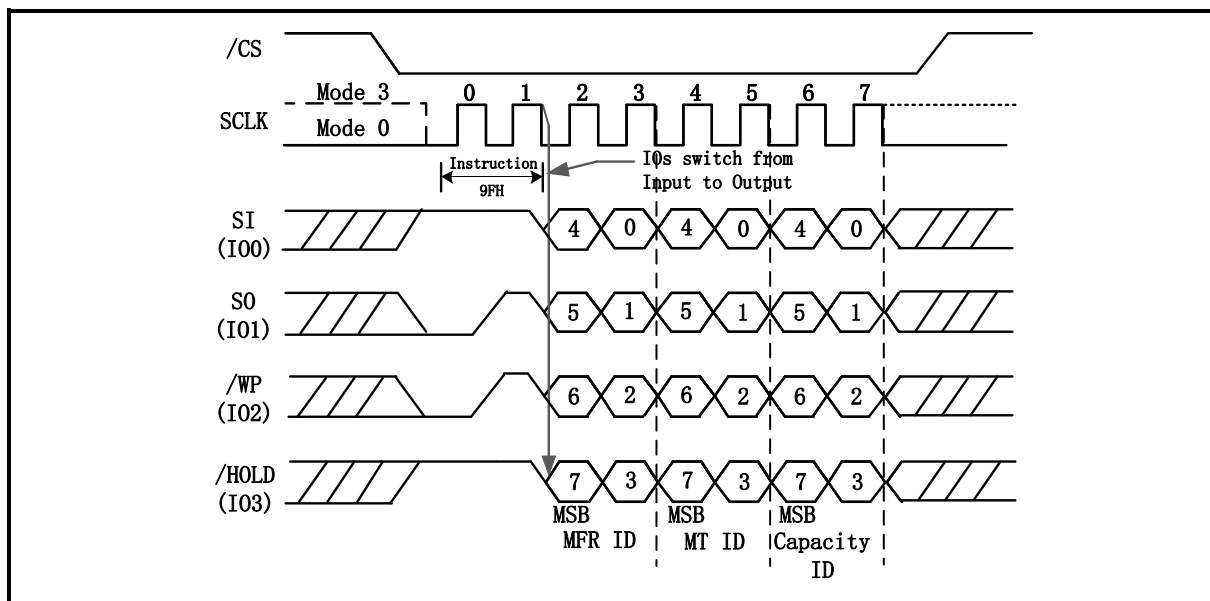 /CS
Mode 3
0 1 2 3 4 5 6 7
SCLK
Mode 0
Instruction
9FH
IOs switch from
Input to Output
SI
(IO0)
4 0 4 0 4 0
SO
(IO1)
5 1 5 1 5 1
/WP
(IO2)
6 2 6 2 6 2
/HOLD
(IO3)
7 3 7 3 7 3
MSB MSB MSB
MFR ID MT ID Capacity
ID